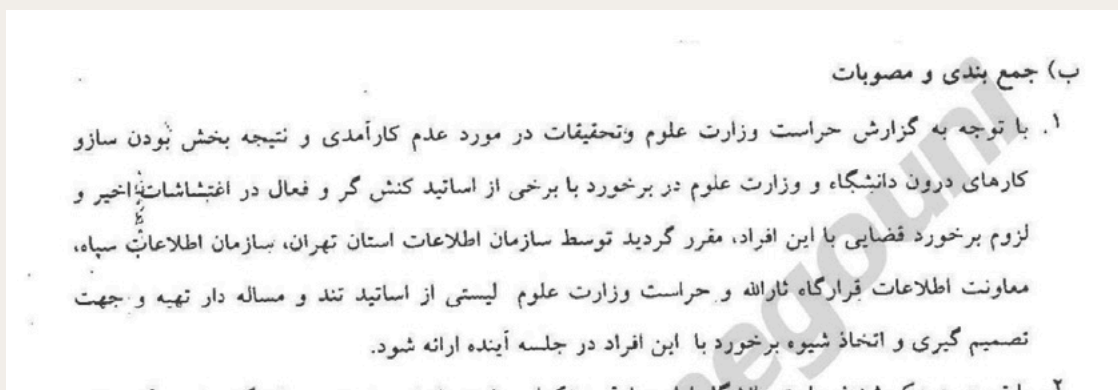 ب) جمع بندی و مصوبات
۱. با توجه به گزارش حراست وزارت علوم وتحقیقات در مورد عدم کارآمدی و نتیجه بخش بودن سازو
کارهای درون دانشگاه و وزارت علوم در برخورد با برخی از اساتید کنش گر و فعال در اغتشاشات اخیر و
لزوم برخورد قضایی با این افراد، مقرر گردید توسط سازمان اطلاعات استان تهران، سازمان اطلاعات سپاه،
معاونت اطلاعات قرارگاه ثارالله و حراست وزارت علوم لیستی از اساتید تند و مساله دار تهیه و جهت
تصمیم گیری و اتخاذ شیوه برخورد با این افراد در جلسه آینده ارائه شود.
۲.
egouni